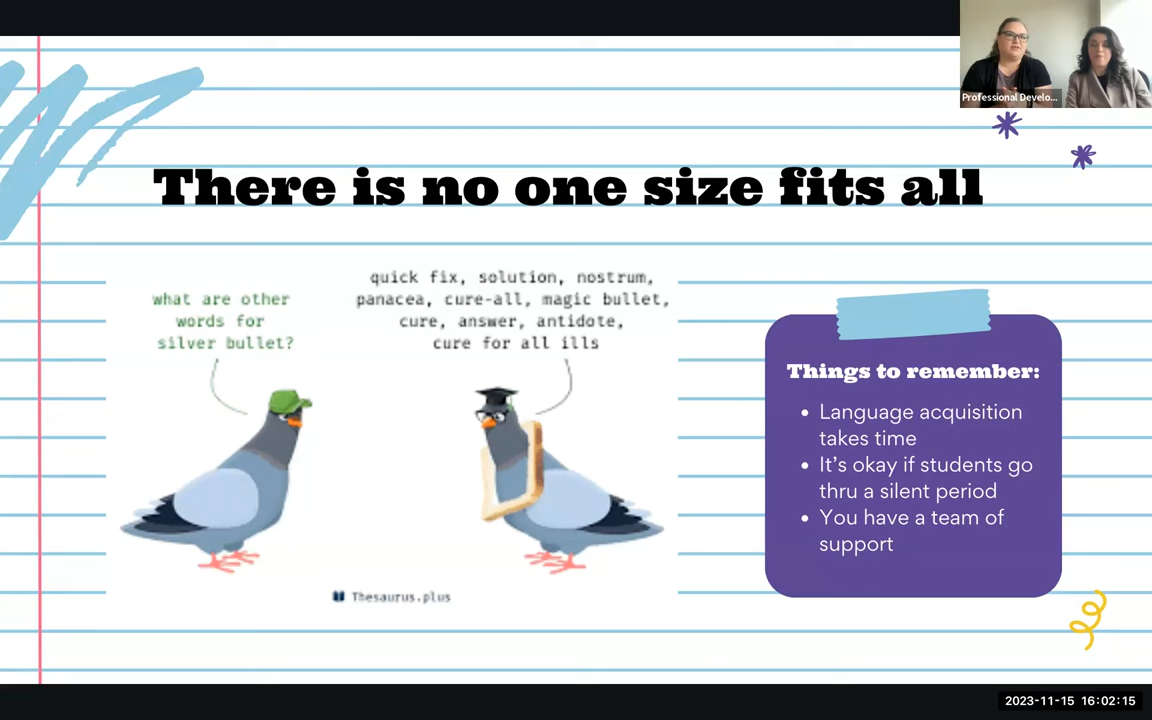 Professional Develo...
There is no one size fits all
what are other
words for
silver bullet?
quick fix, solution, nostrum,
panacea, cure-all, magic bullet,
cure, answer, antidote,
cure for all ills
Thesaurus.plus
Things to remember:
• Language acquisition
takes time
• It's okay if students go
thru a silent period
• You have a team of
support
2023-11-15 16:02:15